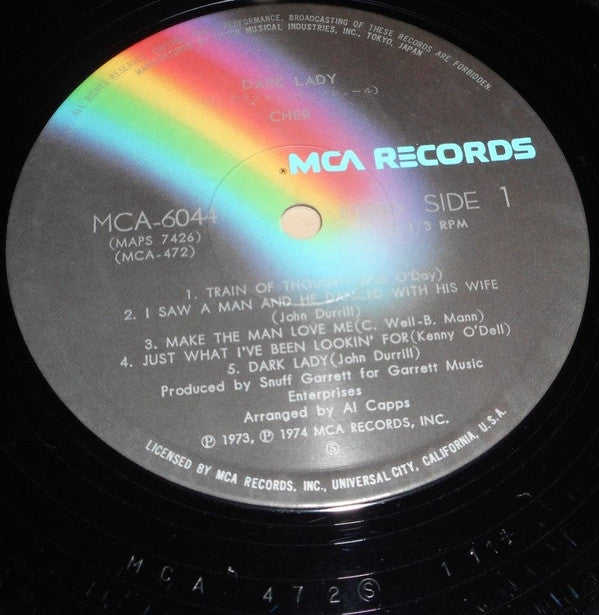 PERFORMANCE, BROADCASTING OF THESE RECORDS ARE FORBIDDEN.
ALL RIGHTS RESERVED
MUSICAL INDUSTRIES, INC., TOKYO, JAPAN
DARK LADY
CHER
MCA RECORDS
MCA-6044
SIDE 1
(MAPS 7426)
1/3 RPM
(MCA-472)
1. TRAIN OF THOUGHT O'Day)
2. I SAW A MAN AND HE DANCED WITH HIS WIFE
(John Durrill)
3. MAKE THE MAN LOVE ME(C. Weil-B. Mann)
4. JUST WHAT I'VE BEEN LOOKIN' FOR(Kenny O'Dell)
5. DARK LADY(John Durrill)
Produced by Snuff Garrett for Garrett Music
Enterprises
Arranged by Al Capps
Ⓟ 1973, Ⓟ 1974 MCA RECORDS, INC.
⑤
LICENSED BY MCA RECORDS, INC., UNIVERSAL CITY, CALIFORNIA, U.S.A.
MCA 472Ⓢ